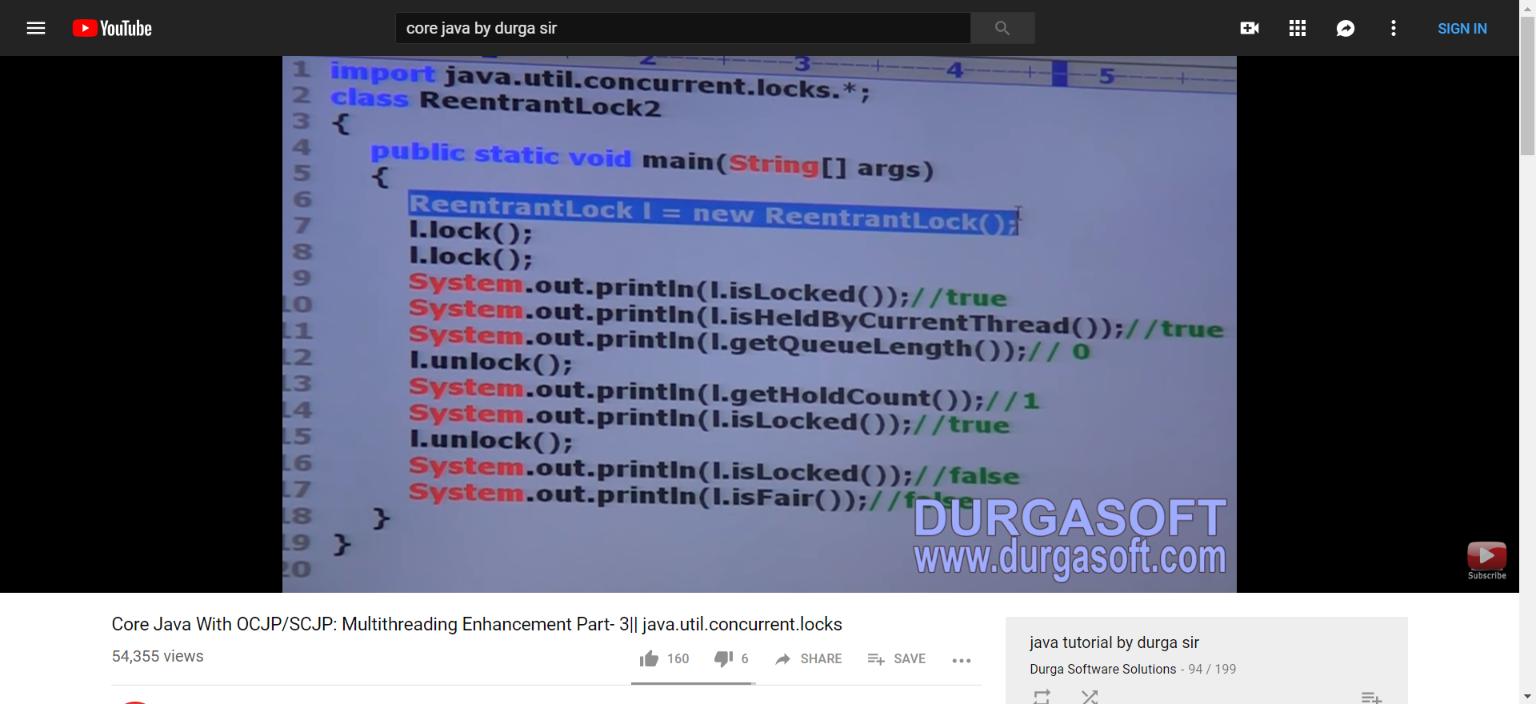 YouTube
core java by durga sir
SIGN IN
2 3 4 5
1 import java.util.concurrent.locks.*;
2 class ReentrantLock2
3 {
4 public static void main(String[] args)
5 {
6 ReentrantLock l = new ReentrantLock();
7 l.lock();
8 l.lock();
9 System.out.println(l.isLocked());//true
10 System.out.println(l.isHeldByCurrentThread());//true
11 System.out.println(l.getQueueLength());// 0
12 l.unlock();
13 System.out.println(l.getHoldCount());//1
14 System.out.println(l.isLocked());//true
15 l.unlock();
16 System.out.println(l.isLocked());//false
17 System.out.println(l.isFair());//false
18 }
19 }
20
DURGASOFT
www.durgasoft.com
Subscribe
Core Java With OCJP/SCJP: Multithreading Enhancement Part- 3|| java.util.concurrent.locks
54,355 views
160 6 SHARE SAVE
java tutorial by durga sir
Durga Software Solutions - 94 / 199